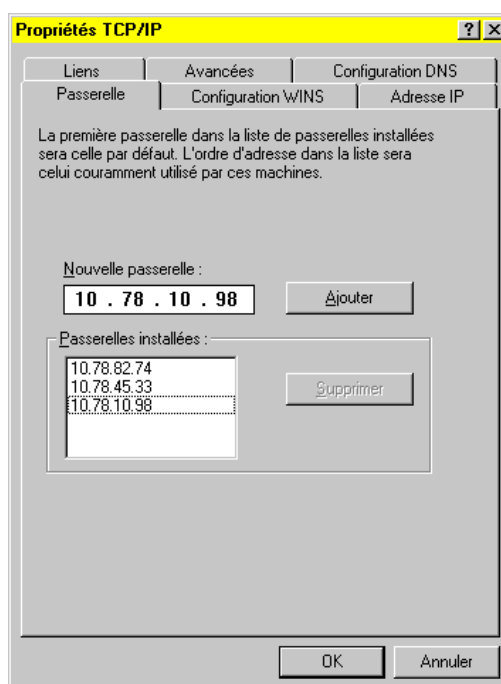 Propriétés TCP/IP
Liens Avancées Configuration DNS
Passerelle Configuration WINS Adresse IP
La première passerelle dans la liste de passerelles installées
sera celle par défaut. L'ordre d'adresse dans la liste sera
celui couramment utilisé par ces machines.
Nouvelle passerelle :
10 . 78 . 10 . 98 Ajouter
Passerelles installées :
10.78.82.74
10.78.45.33
10.78.10.98
Supprimer
OK Annuler